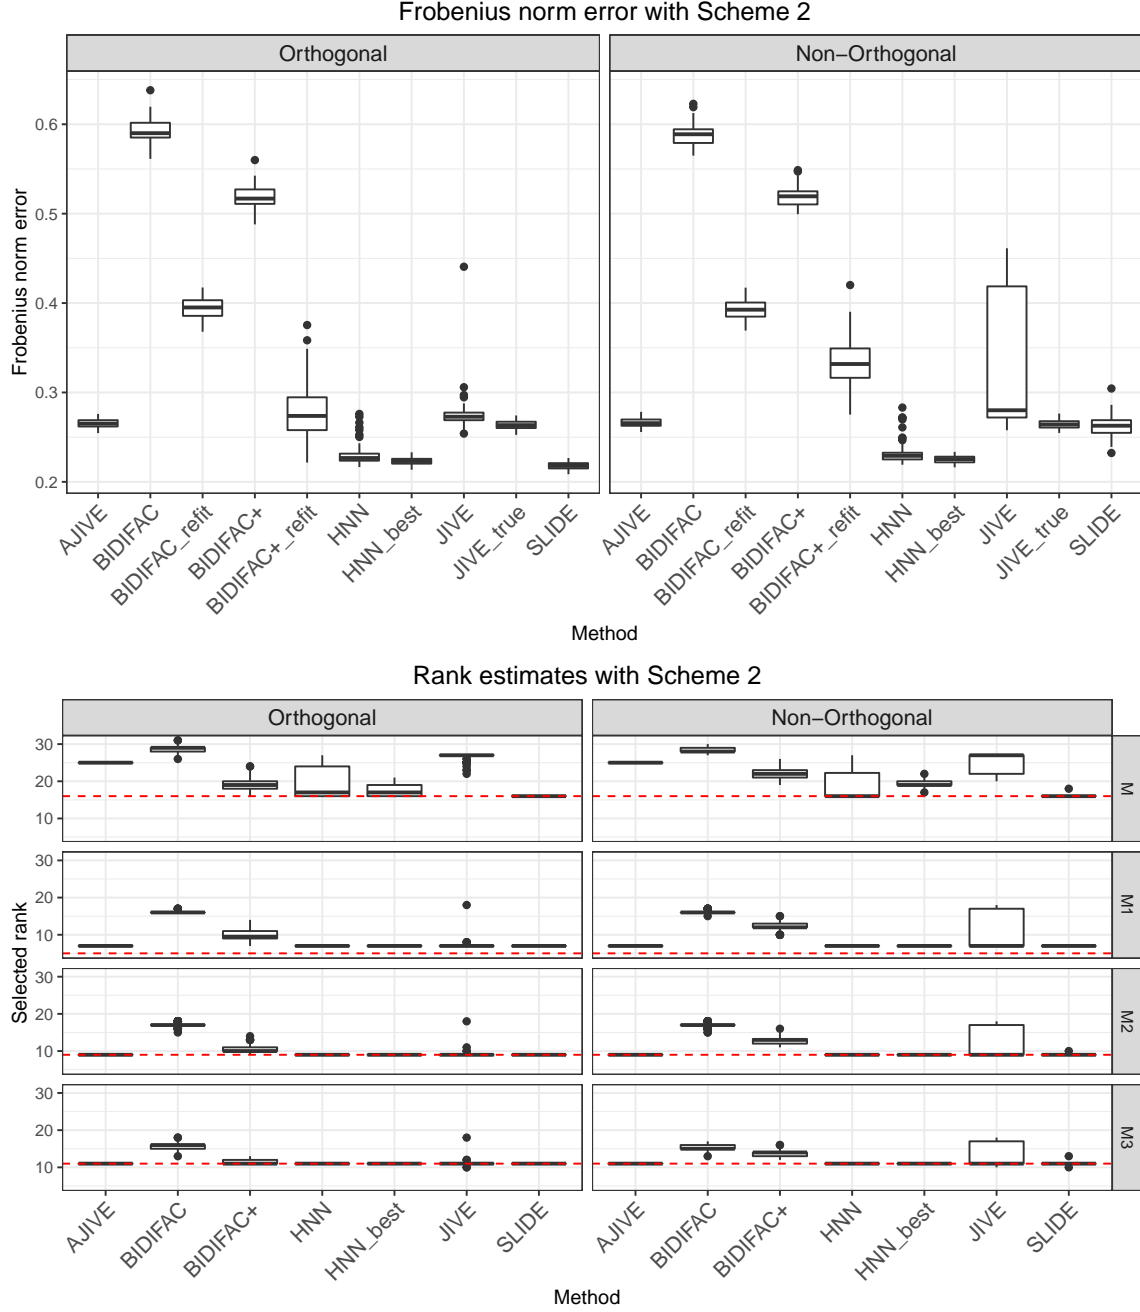 Frobenius norm error with Scheme 2
Orthogonal
Non−Orthogonal
Frobenius norm error
0.6
0.5
0.4
0.3
0.2
AJIVE
BIDIFAC
BIDIFAC_refit
BIDIFAC+
BIDIFAC+_refit
HNN
HNN_best
JIVE
JIVE_true
SLIDE
AJIVE
BIDIFAC
BIDIFAC_refit
BIDIFAC+
BIDIFAC+_refit
HNN
HNN_best
JIVE
JIVE_true
SLIDE
Method
Rank estimates with Scheme 2
Orthogonal
Non−Orthogonal
Selected rank
30
20
10
M
30
20
10
M1
30
20
10
M2
30
20
10
M3
AJIVE
BIDIFAC
BIDIFAC+
HNN
HNN_best
JIVE
SLIDE
AJIVE
BIDIFAC
BIDIFAC+
HNN
HNN_best
JIVE
SLIDE
Method